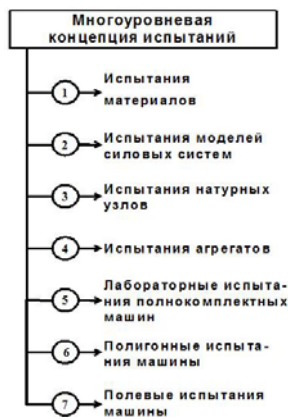 Многоуровневая
концепция испытаний
1 Испытания
материалов
2 Испытания моделей
силовых систем
3 Испытания натурных
узлов
4 Испытания агрегатов
5 Лабораторные испыта-
ния полнокомплектных
машин
6 Полигонные испыта-
ния машины
7 Полевые испытания
машины